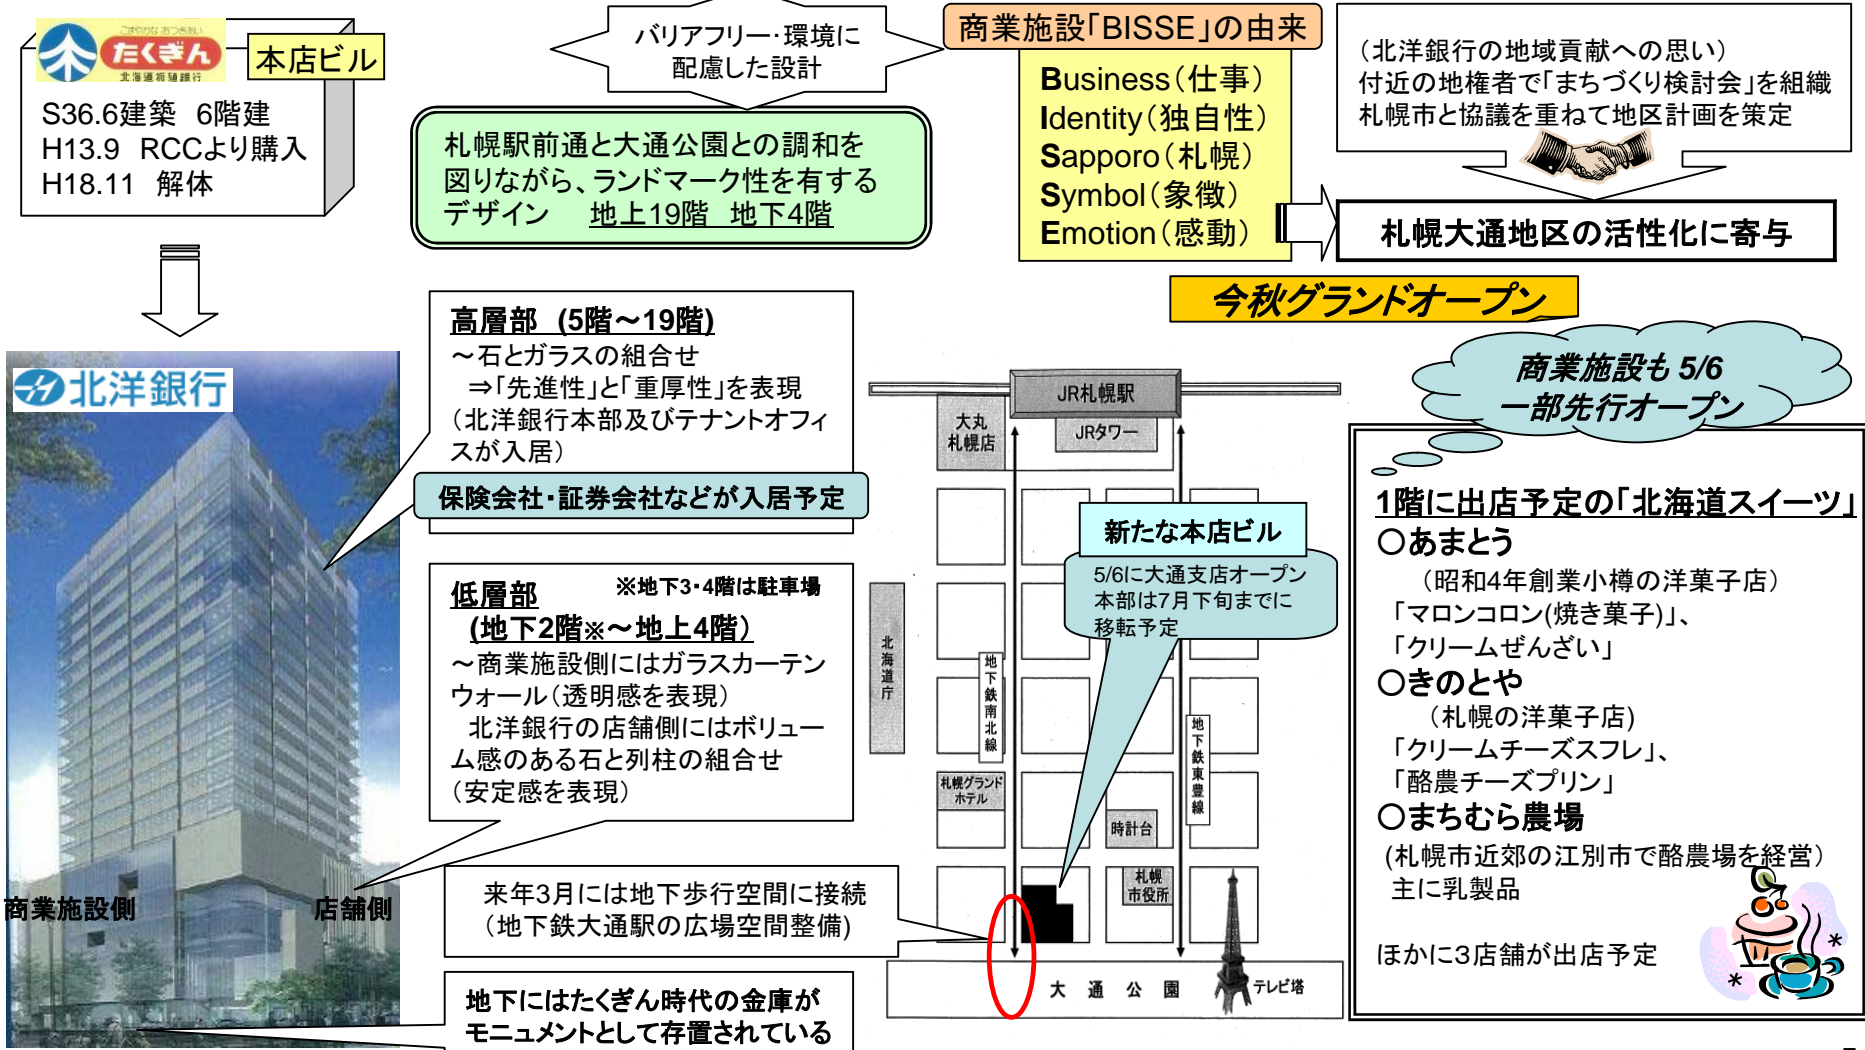 こまやかな おつきあい
たくぎん
北海道拓殖銀行
本店ビル
S36.6建築 6階建
H13.9 RCCより購入
H18.11 解体
バリアフリー・環境に
配慮した設計
札幌駅前通と大通公園との調和を
図りながら、ランドマーク性を有する
デザイン 地上19階 地下4階
商業施設「BISSE」の由来
Business(仕事)
Identity(独自性)
Sapporo(札幌)
Symbol(象徴)
Emotion(感動)
(北洋銀行の地域貢献への思い)
付近の地権者で「まちづくり検討会」を組織
札幌市と協議を重ねて地区計画を策定
札幌大通地区の活性化に寄与
今秋グランドオープン
北洋銀行
商業施設側
店舗側
高層部 (5階～19階)
～石とガラスの組合せ
⇒「先進性」と「重厚性」を表現
(北洋銀行本部及びテナントオフィ
スが入居)
保険会社・証券会社などが入居予定
低層部 ※地下3・4階は駐車場
(地下2階※～地上4階)
～商業施設側にはガラスカーテン
ウォール(透明感を表現)
北洋銀行の店舗側にはボリュー
ム感のある石と列柱の組合せ
(安定感を表現)
来年3月には地下歩行空間に接続
(地下鉄大通駅の広場空間整備)
地下にはたくぎん時代の金庫が
モニュメントとして存置されている
JR札幌駅
大丸
札幌店
JRタワー
新たな本店ビル
5/6に大通支店オープン
本部は7月下旬までに
移転予定
北海道庁
地下鉄南北線
地下鉄東豊線
札幌グランド
ホテル
時計台
札幌
市役所
大通公園
テレビ塔
商業施設も 5/6
一部先行オープン
1階に出店予定の「北海道スイーツ」
○あまとう
(昭和4年創業小樽の洋菓子店)
「マロンコロン(焼き菓子)」、
「クリームぜんざい」
○きのとや
(札幌の洋菓子店)
「クリームチーズスフレ」、
「酪農チーズプリン」
○まちむら農場
(札幌市近郊の江別市で酪農場を経営)
主に乳製品
ほかに3店舗が出店予定